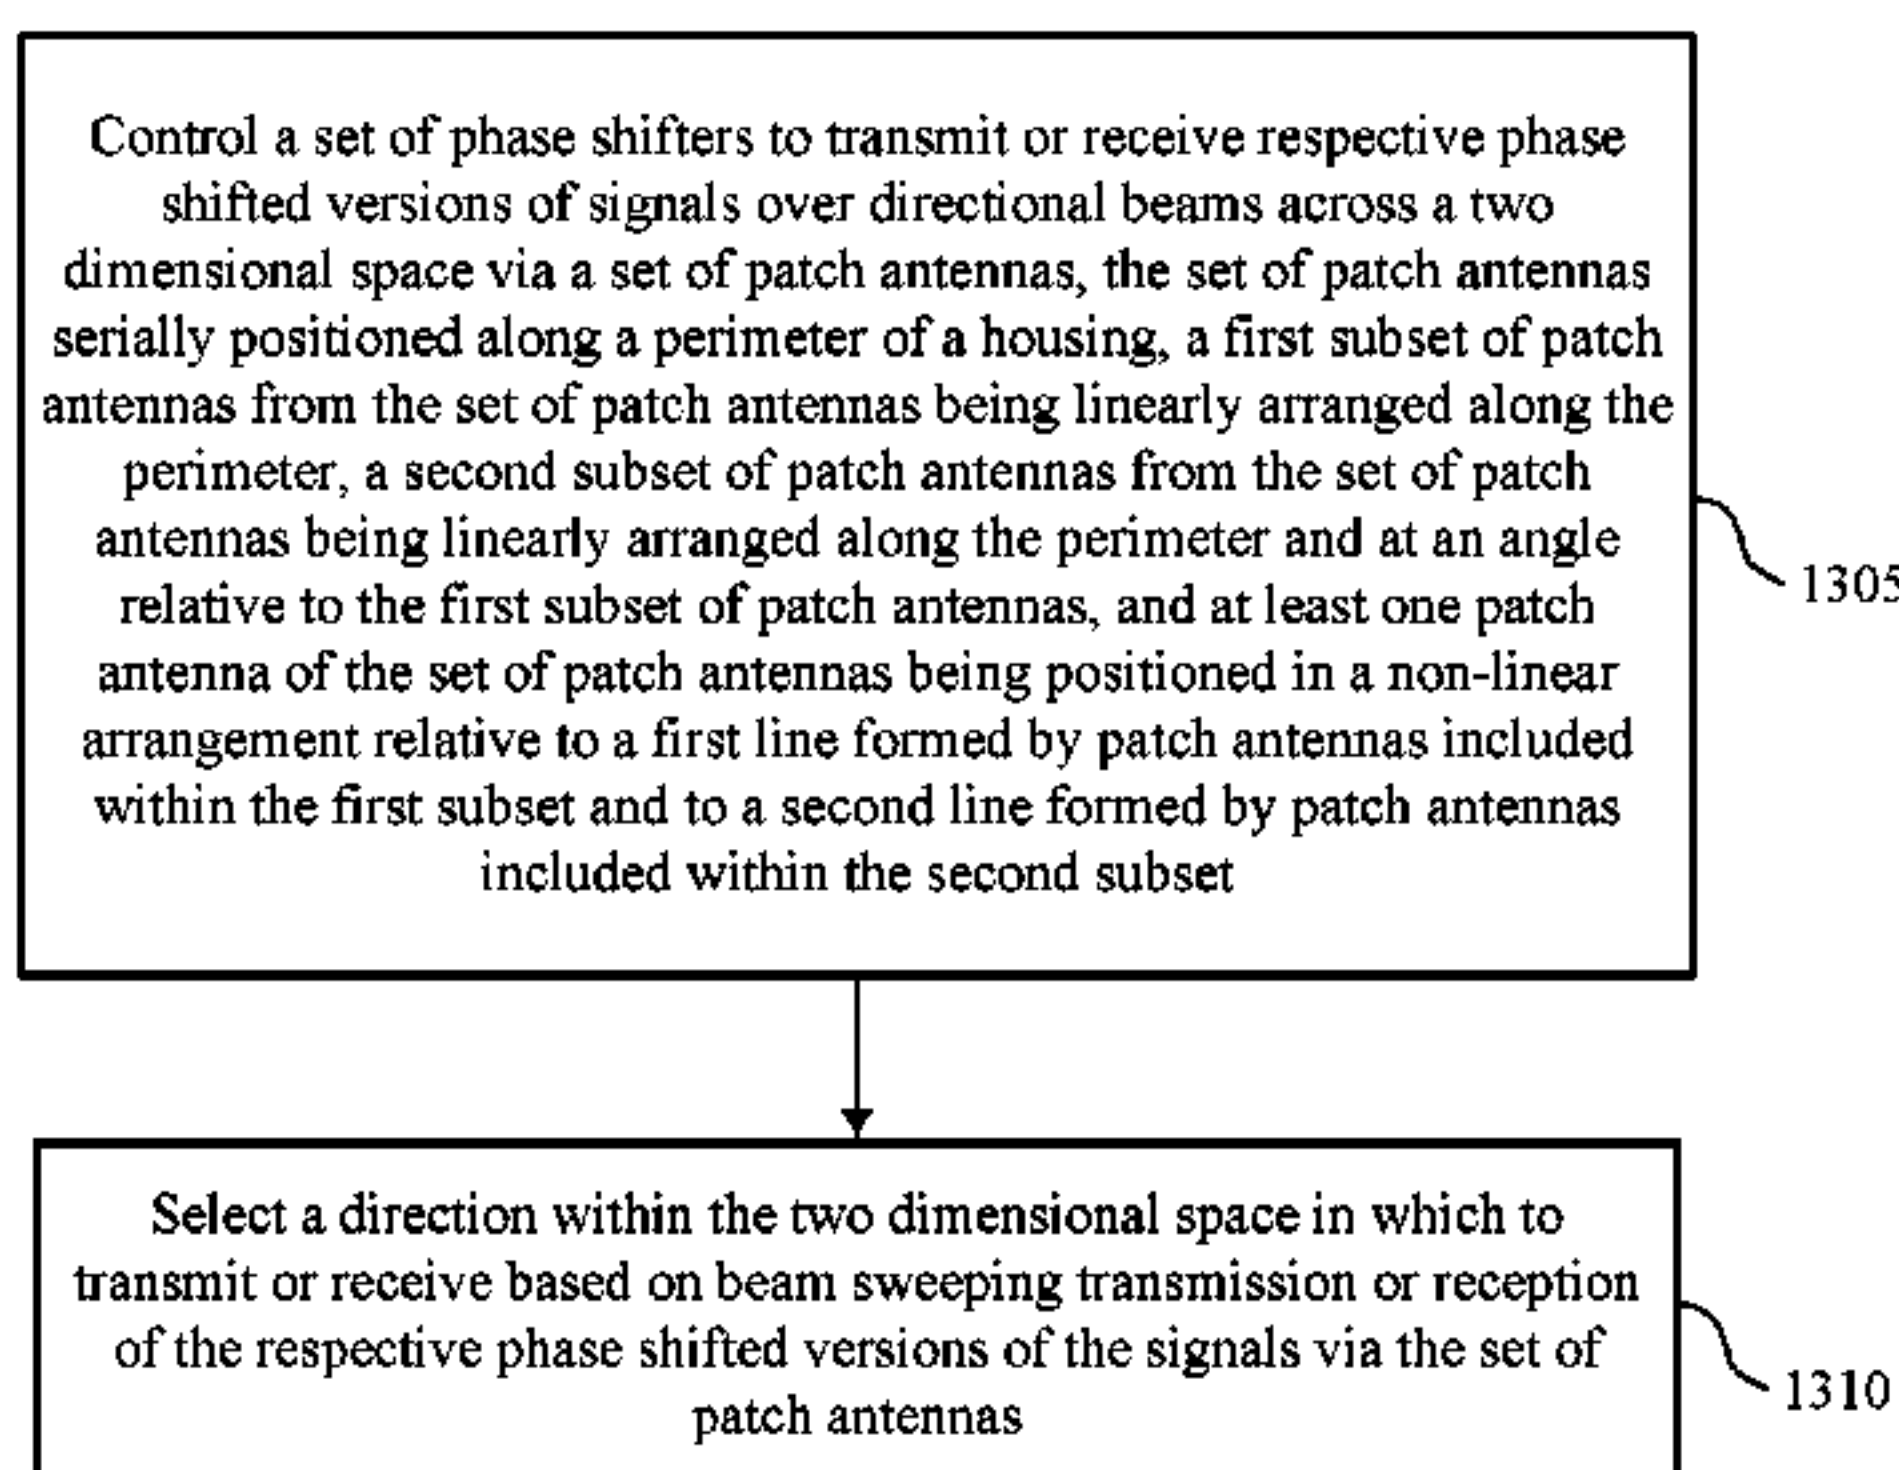 Control a set of phase shifters to transmit or receive respective phase
shifted versions of signals over directional beams across a two
dimensional space via a set of patch antennas, the set of patch antennas
serially positioned along a perimeter of a housing, a first subset of patch
antennas from the set of patch antennas being linearly arranged along the
perimeter, a second subset of patch antennas from the set of patch
antennas being linearly arranged along the perimeter and at an angle
relative to the first subset of patch antennas, and at least one patch
antenna of the set of patch antennas being positioned in a non-linear
arrangement relative to a first line formed by patch antennas included
within the first subset and to a second line formed by patch antennas
included within the second subset
1305
Select a direction within the two dimensional space in which to
transmit or receive based on beam sweeping transmission or reception
of the respective phase shifted versions of the signals via the set of
patch antennas
1310